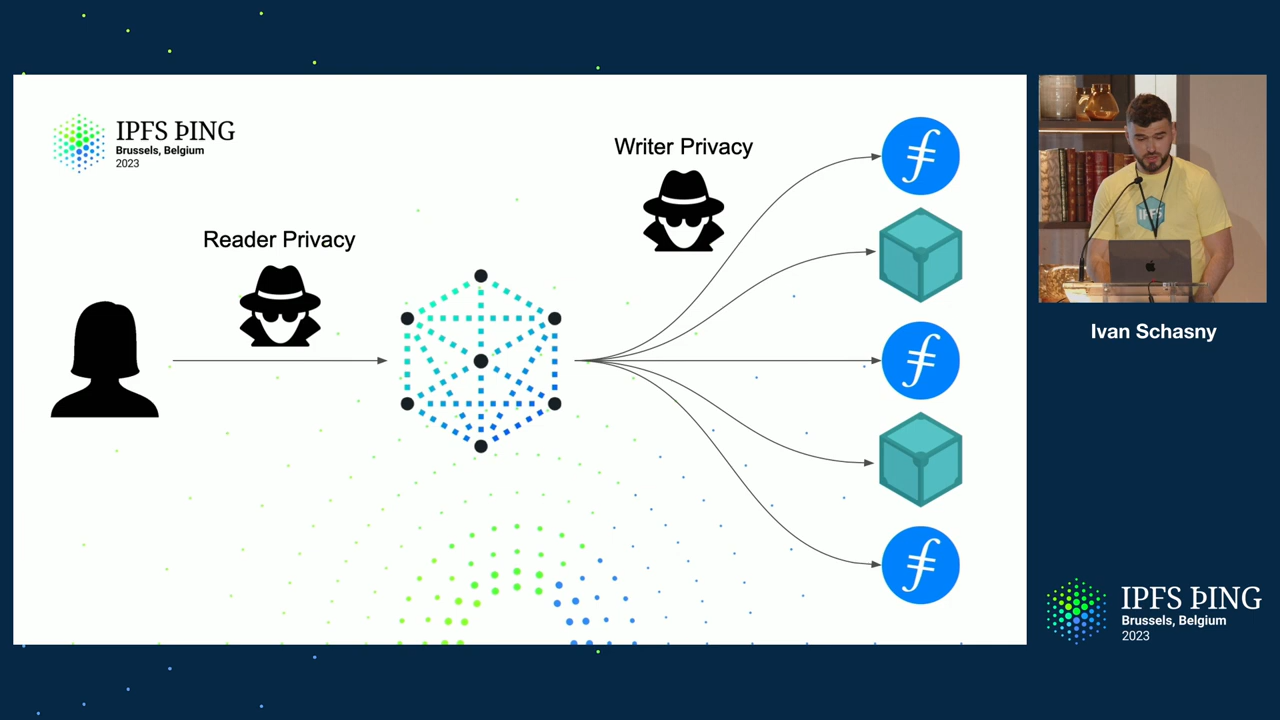 IPFS ÞING
Brussels, Belgium
2023
Reader Privacy
Writer Privacy
IPFS
Ivan Schasny
IPFS ÞING
Brussels, Belgium
2023